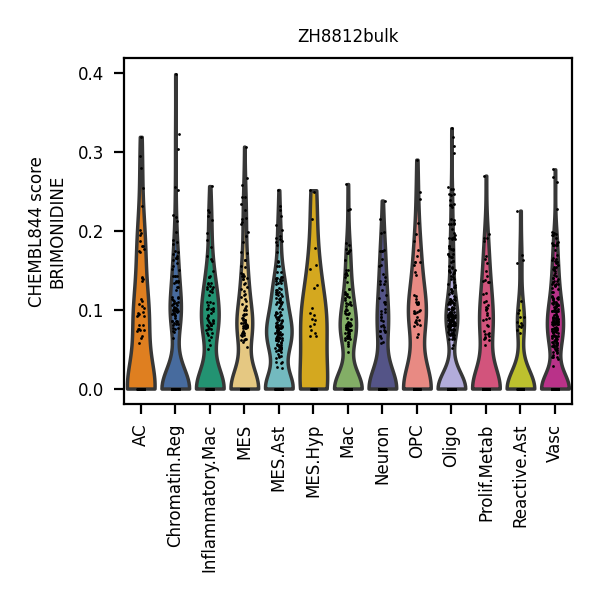 ZH8812bulk
CHEMBL844 score
BRIMONIDINE
0.4
0.3
0.2
0.1
0.0
AC
Chromatin.Reg
Inflammatory.Mac
MES
MES.Ast
MES.Hyp
Mac
Neuron
OPC
Oligo
Prolif.Metab
Reactive.Ast
Vasc